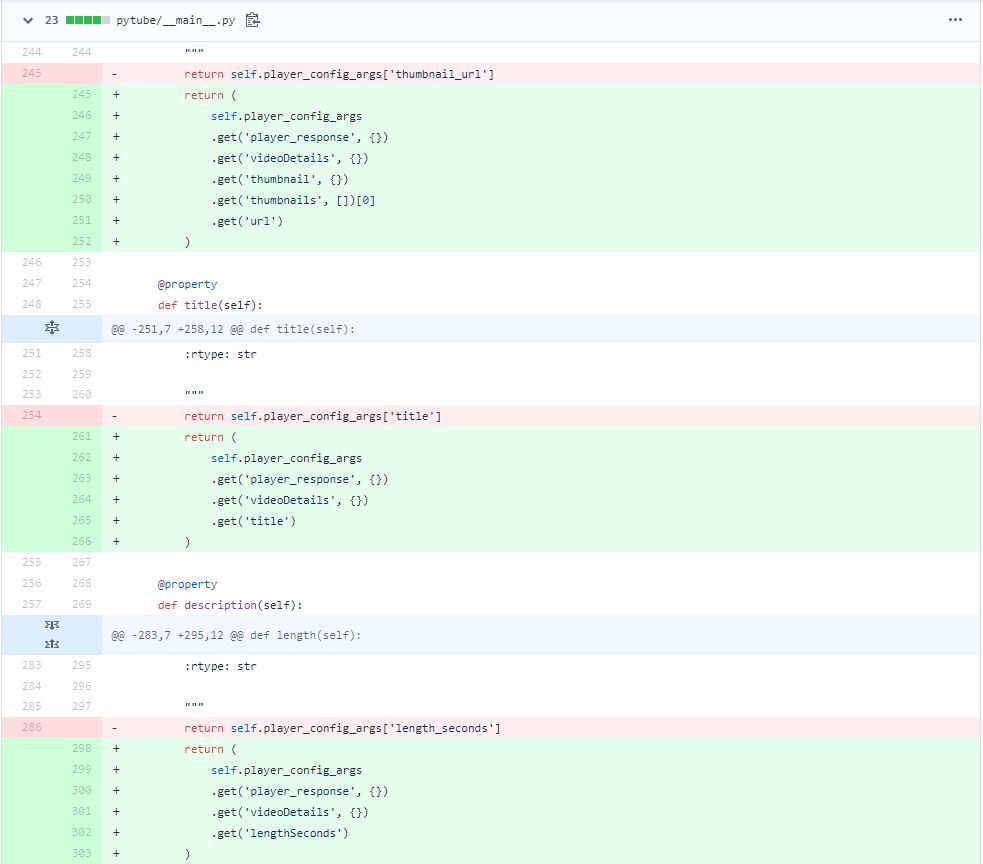 23 pytube/__main__.py
244 244 """
245 - return self.player_config_args['thumbnail_url']
245 + return (
246 + self.player_config_args
247 + .get('player_response', {})
248 + .get('videoDetails', {})
249 + .get('thumbnail', {})
250 + .get('thumbnails', [])[0]
251 + .get('url')
252 + )
246 253
247 254 @property
248 255 def title(self):
@@ -251,7 +258,12 @@ def title(self):
251 258 :rtype: str
252 259
253 260 """
254 - return self.player_config_args['title']
261 + return (
262 + self.player_config_args
263 + .get('player_response', {})
264 + .get('videoDetails', {})
265 + .get('title')
266 + )
255 267
256 268 @property
257 269 def description(self):
@@ -283,7 +295,12 @@ def length(self):
283 295 :rtype: str
284 296
285 297 """
286 - return self.player_config_args['length_seconds']
298 + return (
299 + self.player_config_args
300 + .get('player_response', {})
301 + .get('videoDetails', {})
302 + .get('lengthSeconds')
303 + )